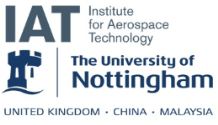 IAT Institute
for Aerospace
Technology
The University of
Nottingham
UNITED KINGDOM · CHINA · MALAYSIA